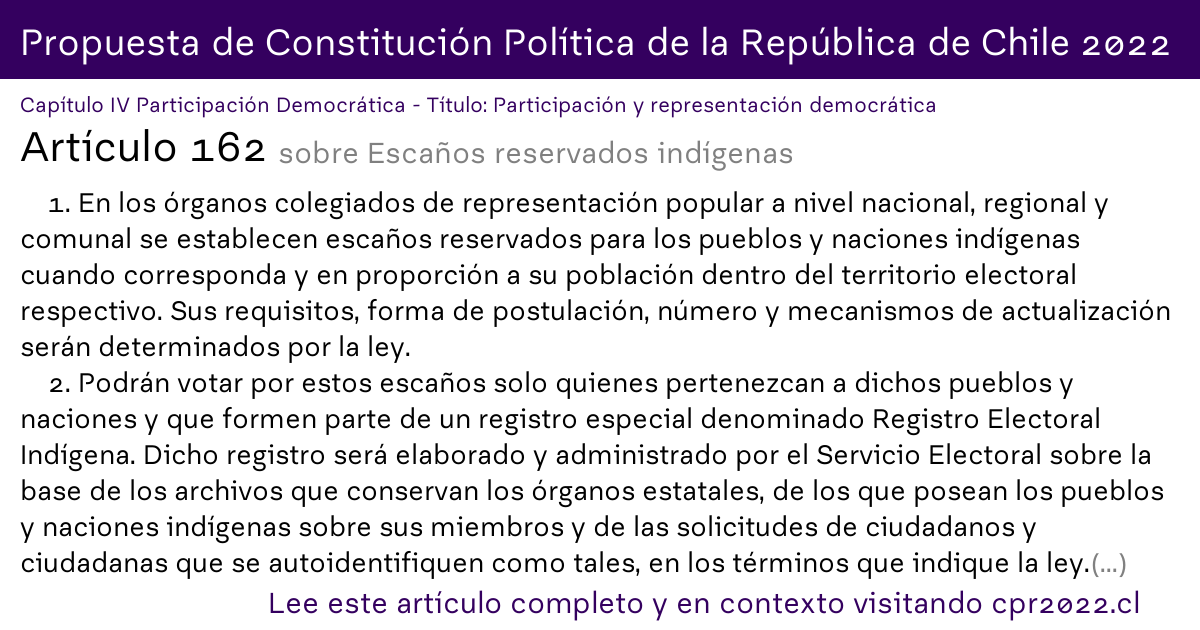 Propuesta de Constitución Política de la República de Chile 2022
Capítulo IV Participación Democrática - Título: Participación y representación democrática
Artículo 162 sobre Escaños reservados indígenas
1. En los órganos colegiados de representación popular a nivel nacional, regional y
comunal se establecen escaños reservados para los pueblos y naciones indígenas
cuando corresponda y en proporción a su población dentro del territorio electoral
respectivo. Sus requisitos, forma de postulación, número y mecanismos de actualización
serán determinados por la ley.
2. Podrán votar por estos escaños solo quienes pertenezcan a dichos pueblos y
naciones y que formen parte de un registro especial denominado Registro Electoral
Indígena. Dicho registro será elaborado y administrado por el Servicio Electoral sobre la
base de los archivos que conservan los órganos estatales, de los que posean los pueblos
y naciones indígenas sobre sus miembros y de las solicitudes de ciudadanos y
ciudadanas que se autoidentifiquen como tales, en los términos que indique la ley.(...)
Lee este artículo completo y en contexto visitando cpr2022.cl